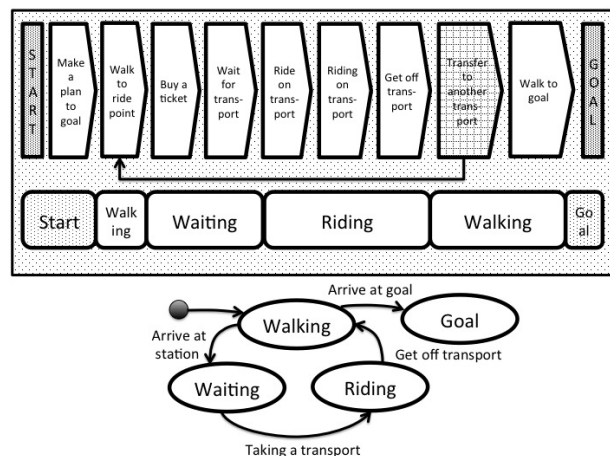 START
Make
a
plan to
goal
Walk
to
ride
point
Buy a
ticket
Wait
for
trans-
port
Ride
on
trans-
port
Riding
on
trans-
port
Get off
trans-
port
Transfer
to
another
trans-
port
Walk to
goal
GOAL
Start
Walk
ing
Waiting
Riding
Walking
Go
al
Arrive at goal
Walking
Goal
Arrive at
station
Get off transport
Waiting
Riding
Taking a transport